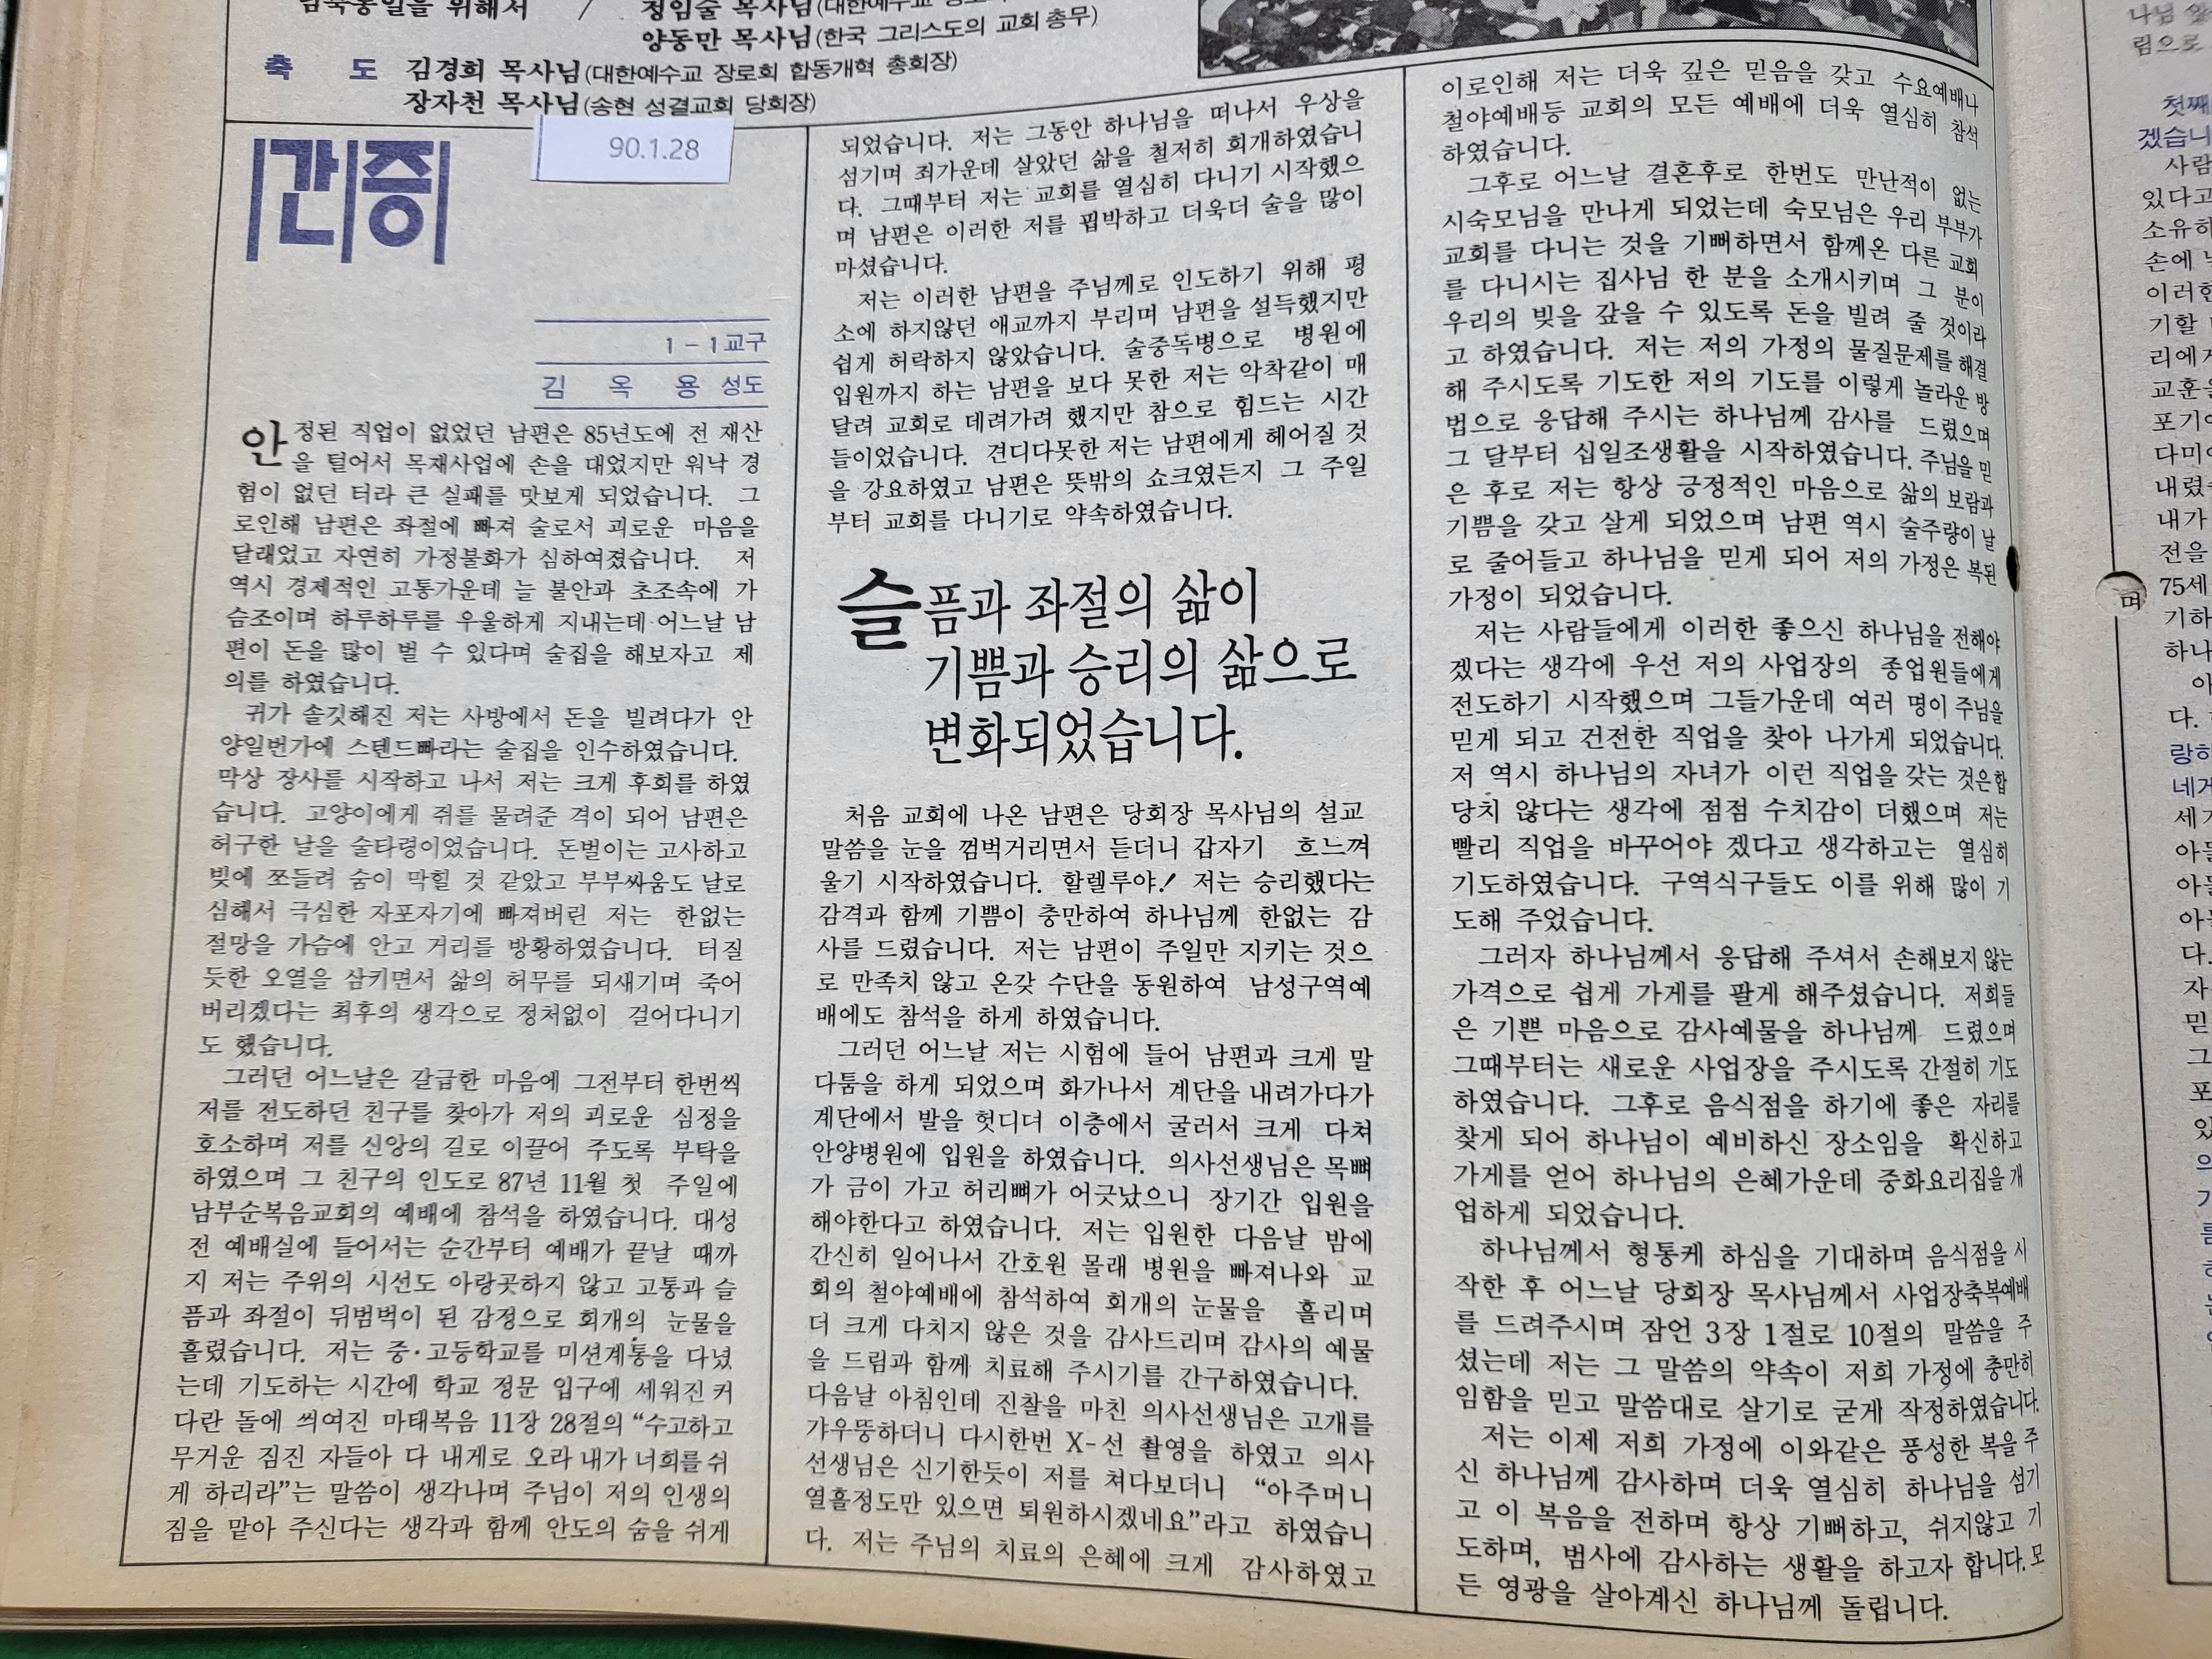 남북통일을 위해서 / 정임술 목사님
양동만 목사님(한국 그리스도의 교회 총무)
축 도 김경희 목사님(대한예수교 장로회 합동개혁 총회장)
장자천 목사님(송현 성결교회 당회장)
90.1.28
간증
1-1교구
김 옥 용 성도
안정된 직업이 없었던 남편은 85년도에 전 재산
을 털어서 목재사업에 손을 대었지만 워낙 경
험이 없던 터라 큰 실패를 맛보게 되었습니다. 그
로인해 남편은 좌절에 빠져 술로서 괴로운 마음을
달래었고 자연히 가정불화가 심하여졌습니다. 저
역시 경제적인 고통가운데 늘 불안과 초조속에 가
슴조이며 하루하루를 우울하게 지내는데 어느날 남
편이 돈을 많이 벌 수 있다며 술집을 해보자고 제
의를 하였습니다.
귀가 솔깃해진 저는 사방에서 돈을 빌려다가 안
양일번가에 스텐드빠라는 술집을 인수하였습니다.
막상 장사를 시작하고 나서 저는 크게 후회를 하였
습니다. 고양이에게 쥐를 물려준 격이 되어 남편은
허구한 날을 술타령이었습니다. 돈벌이는 고사하고
빚에 쪼들려 숨이 막힐 것 같았고 부부싸움도 날로
심해서 극심한 자포자기에 빠져버린 저는 한없는
절망을 가슴에 안고 거리를 방황하였습니다. 터질
듯한 오열을 삼키면서 삶의 허무를 되새기며 죽어
버리겠다는 최후의 생각으로 정처없이 걸어다니기
도 했습니다.
그러던 어느날은 갈급한 마음에 그전부터 한번씩
저를 전도하던 친구를 찾아가 저의 괴로운 심정을
호소하며 저를 신앙의 길로 이끌어 주도록 부탁을
하였으며 그 친구의 인도로 87년 11월 첫 주일에
남부순복음교회의 예배에 참석을 하였습니다. 대성
전 예배실에 들어서는 순간부터 예배가 끝날 때까
지 저는 주위의 시선도 아랑곳하지 않고 고통과 슬
픔과 좌절이 뒤범벅이 된 감정으로 회개의 눈물을
흘렸습니다. 저는 중·고등학교를 미션계통을 다녔
는데 기도하는 시간에 학교 정문 입구에 세워진 커
다란 돌에 씌여진 마태복음 11장 28절의 “수고하고
무거운 짐진 자들아 다 내게로 오라 내가 너희를 쉬
게 하리라”는 말씀이 생각나며 주님이 저의 인생의
짐을 맡아 주신다는 생각과 함께 안도의 숨을 쉬게
되었습니다. 저는 그동안 하나님을 떠나서 우상을
섬기며 죄가운데 살았던 삶을 철저히 회개하였습니
다. 그때부터 저는 교회를 열심히 다니기 시작했으
며 남편은 이러한 저를 핍박하고 더욱더 술을 많이
마셨습니다.
저는 이러한 남편을 주님께로 인도하기 위해 평
소에 하지않던 애교까지 부리며 남편을 설득했지만
쉽게 허락하지 않았습니다. 술중독병으로 병원에
입원까지 하는 남편을 보다 못한 저는 악착같이 매
달려 교회로 데려가려 했지만 참으로 힘드는 시간
들이었습니다. 견디다못한 저는 남편에게 헤어질 것
을 강요하였고 남편은 뜻밖의 쇼크였든지 그 주일
부터 교회를 다니기로 약속하였습니다.
슬픔과 좌절의 삶이
기쁨과 승리의 삶으로
변화되었습니다.
처음 교회에 나온 남편은 당회장 목사님의 설교
말씀을 눈을 껌벅거리면서 듣더니 갑자기 흐느껴
울기 시작하였습니다. 할렐루야! 저는 승리했다는
감격과 함께 기쁨이 충만하여 하나님께 한없는 감
사를 드렸습니다. 저는 남편이 주일만 지키는 것으
로 만족치 않고 온갖 수단을 동원하여 남성구역예
배에도 참석을 하게 하였습니다.
그러던 어느날 저는 시험에 들어 남편과 크게 말
다툼을 하게 되었으며 화가나서 계단을 내려가다가
계단에서 발을 헛디더 이층에서 굴러서 크게 다쳐
안양병원에 입원을 하였습니다. 의사선생님은 목뼈
가 금이 가고 허리뼈가 어긋났으니 장기간 입원을
해야한다고 하였습니다. 저는 입원한 다음날 밤에
간신히 일어나서 간호원 몰래 병원을 빠져나와 교
회의 철야예배에 참석하여 회개의 눈물을 흘리며
더 크게 다치지 않은 것을 감사드리며 감사의 예물
을 드림과 함께 치료해 주시기를 간구하였습니다.
다음날 아침인데 진찰을 마친 의사선생님은 고개를
갸우뚱하더니 다시한번 X-선 촬영을 하였고 의사
선생님은 신기한듯이 저를 쳐다보더니 “아주머니
열흘정도만 있으면 퇴원하시겠네요”라고 하였습니
다. 저는 주님의 치료의 은혜에 크게 감사하였고
이로인해 저는 더욱 깊은 믿음을 갖고 수요예배나
철야예배등 교회의 모든 예배에 더욱 열심히 참석
하였습니다.
그후로 어느날 결혼후로 한번도 만난적이 없는
시숙모님을 만나게 되었는데 숙모님은 우리 부부가
교회를 다니는 것을 기뻐하면서 함께온 다른 교회
를 다니시는 집사님 한 분을 소개시키며 그 분이
우리의 빚을 갚을 수 있도록 돈을 빌려 줄 것이라
고 하였습니다. 저는 저의 가정의 물질문제를 해결
해 주시도록 기도한 저의 기도를 이렇게 놀라운 방
법으로 응답해 주시는 하나님께 감사를 드렸으며
그 달부터 십일조생활을 시작하였습니다. 주님을 믿
은 후로 저는 항상 긍정적인 마음으로 삶의 보람과
기쁨을 갖고 살게 되었으며 남편 역시 술주량이 날
로 줄어들고 하나님을 믿게 되어 저의 가정은 복된
가정이 되었습니다.
저는 사람들에게 이러한 좋으신 하나님을 전해야
겠다는 생각에 우선 저의 사업장의 종업원들에게
전도하기 시작했으며 그들가운데 여러 명이 주님을
믿게 되고 건전한 직업을 찾아 나가게 되었습니다.
저 역시 하나님의 자녀가 이런 직업을 갖는 것은 합
당치 않다는 생각에 점점 수치감이 더했으며 저는
빨리 직업을 바꾸어야 겠다고 생각하고는 열심히
기도하였습니다. 구역식구들도 이를 위해 많이 기
도해 주었습니다.
그러자 하나님께서 응답해 주셔서 손해보지 않는
가격으로 쉽게 가게를 팔게 해주셨습니다. 저희들
은 기쁜 마음으로 감사예물을 하나님께 드렸으며
그때부터는 새로운 사업장을 주시도록 간절히 기도
하였습니다. 그후로 음식점을 하기에 좋은 자리를
찾게 되어 하나님이 예비하신 장소임을 확신하고
가게를 얻어 하나님의 은혜가운데 중화요리집을 개
업하게 되었습니다.
하나님께서 형통케 하심을 기대하며 음식점을 시
작한 후 어느날 당회장 목사님께서 사업장축복예배
를 드려주시며 잠언 3장 1절로 10절의 말씀을 주
셨는데 저는 그 말씀의 약속이 저희 가정에 충만히
임함을 믿고 말씀대로 살기로 굳게 작정하였습니다.
저는 이제 저희 가정에 이와같은 풍성한 복을 주
신 하나님께 감사하며 더욱 열심히 하나님을 섬기
고 이 복음을 전하며 항상 기뻐하고, 쉬지않고 기
도하며, 범사에 감사하는 생활을 하고자 합니다. 모
든 영광을 살아계신 하나님께 돌립니다.
첫째
겠습니
사람
있다고
소유하
손에
이러한
기할
리에게
교훈을
포기
다미
내렸
내가
전을
며
75세
기하
하나
다.
네게